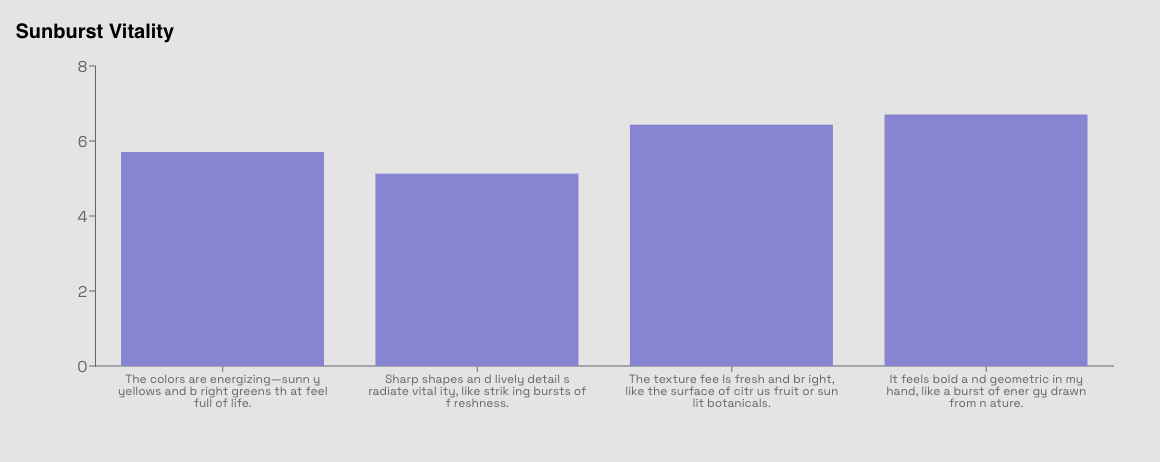 Sunburst Vitality
8
6
4
2
0
The colors are energizing—sunn y
yellows and b right greens th at feel
full of life.
Sharp shapes an d lively detail s
radiate vital ity, like strik ing bursts of
f reshness.
The texture fee ls fresh and br ight,
like the surface of citr us fruit or sun
lit botanicals.
It feels bold a nd geometric in my
hand, like a burst of ener gy drawn
from n ature.